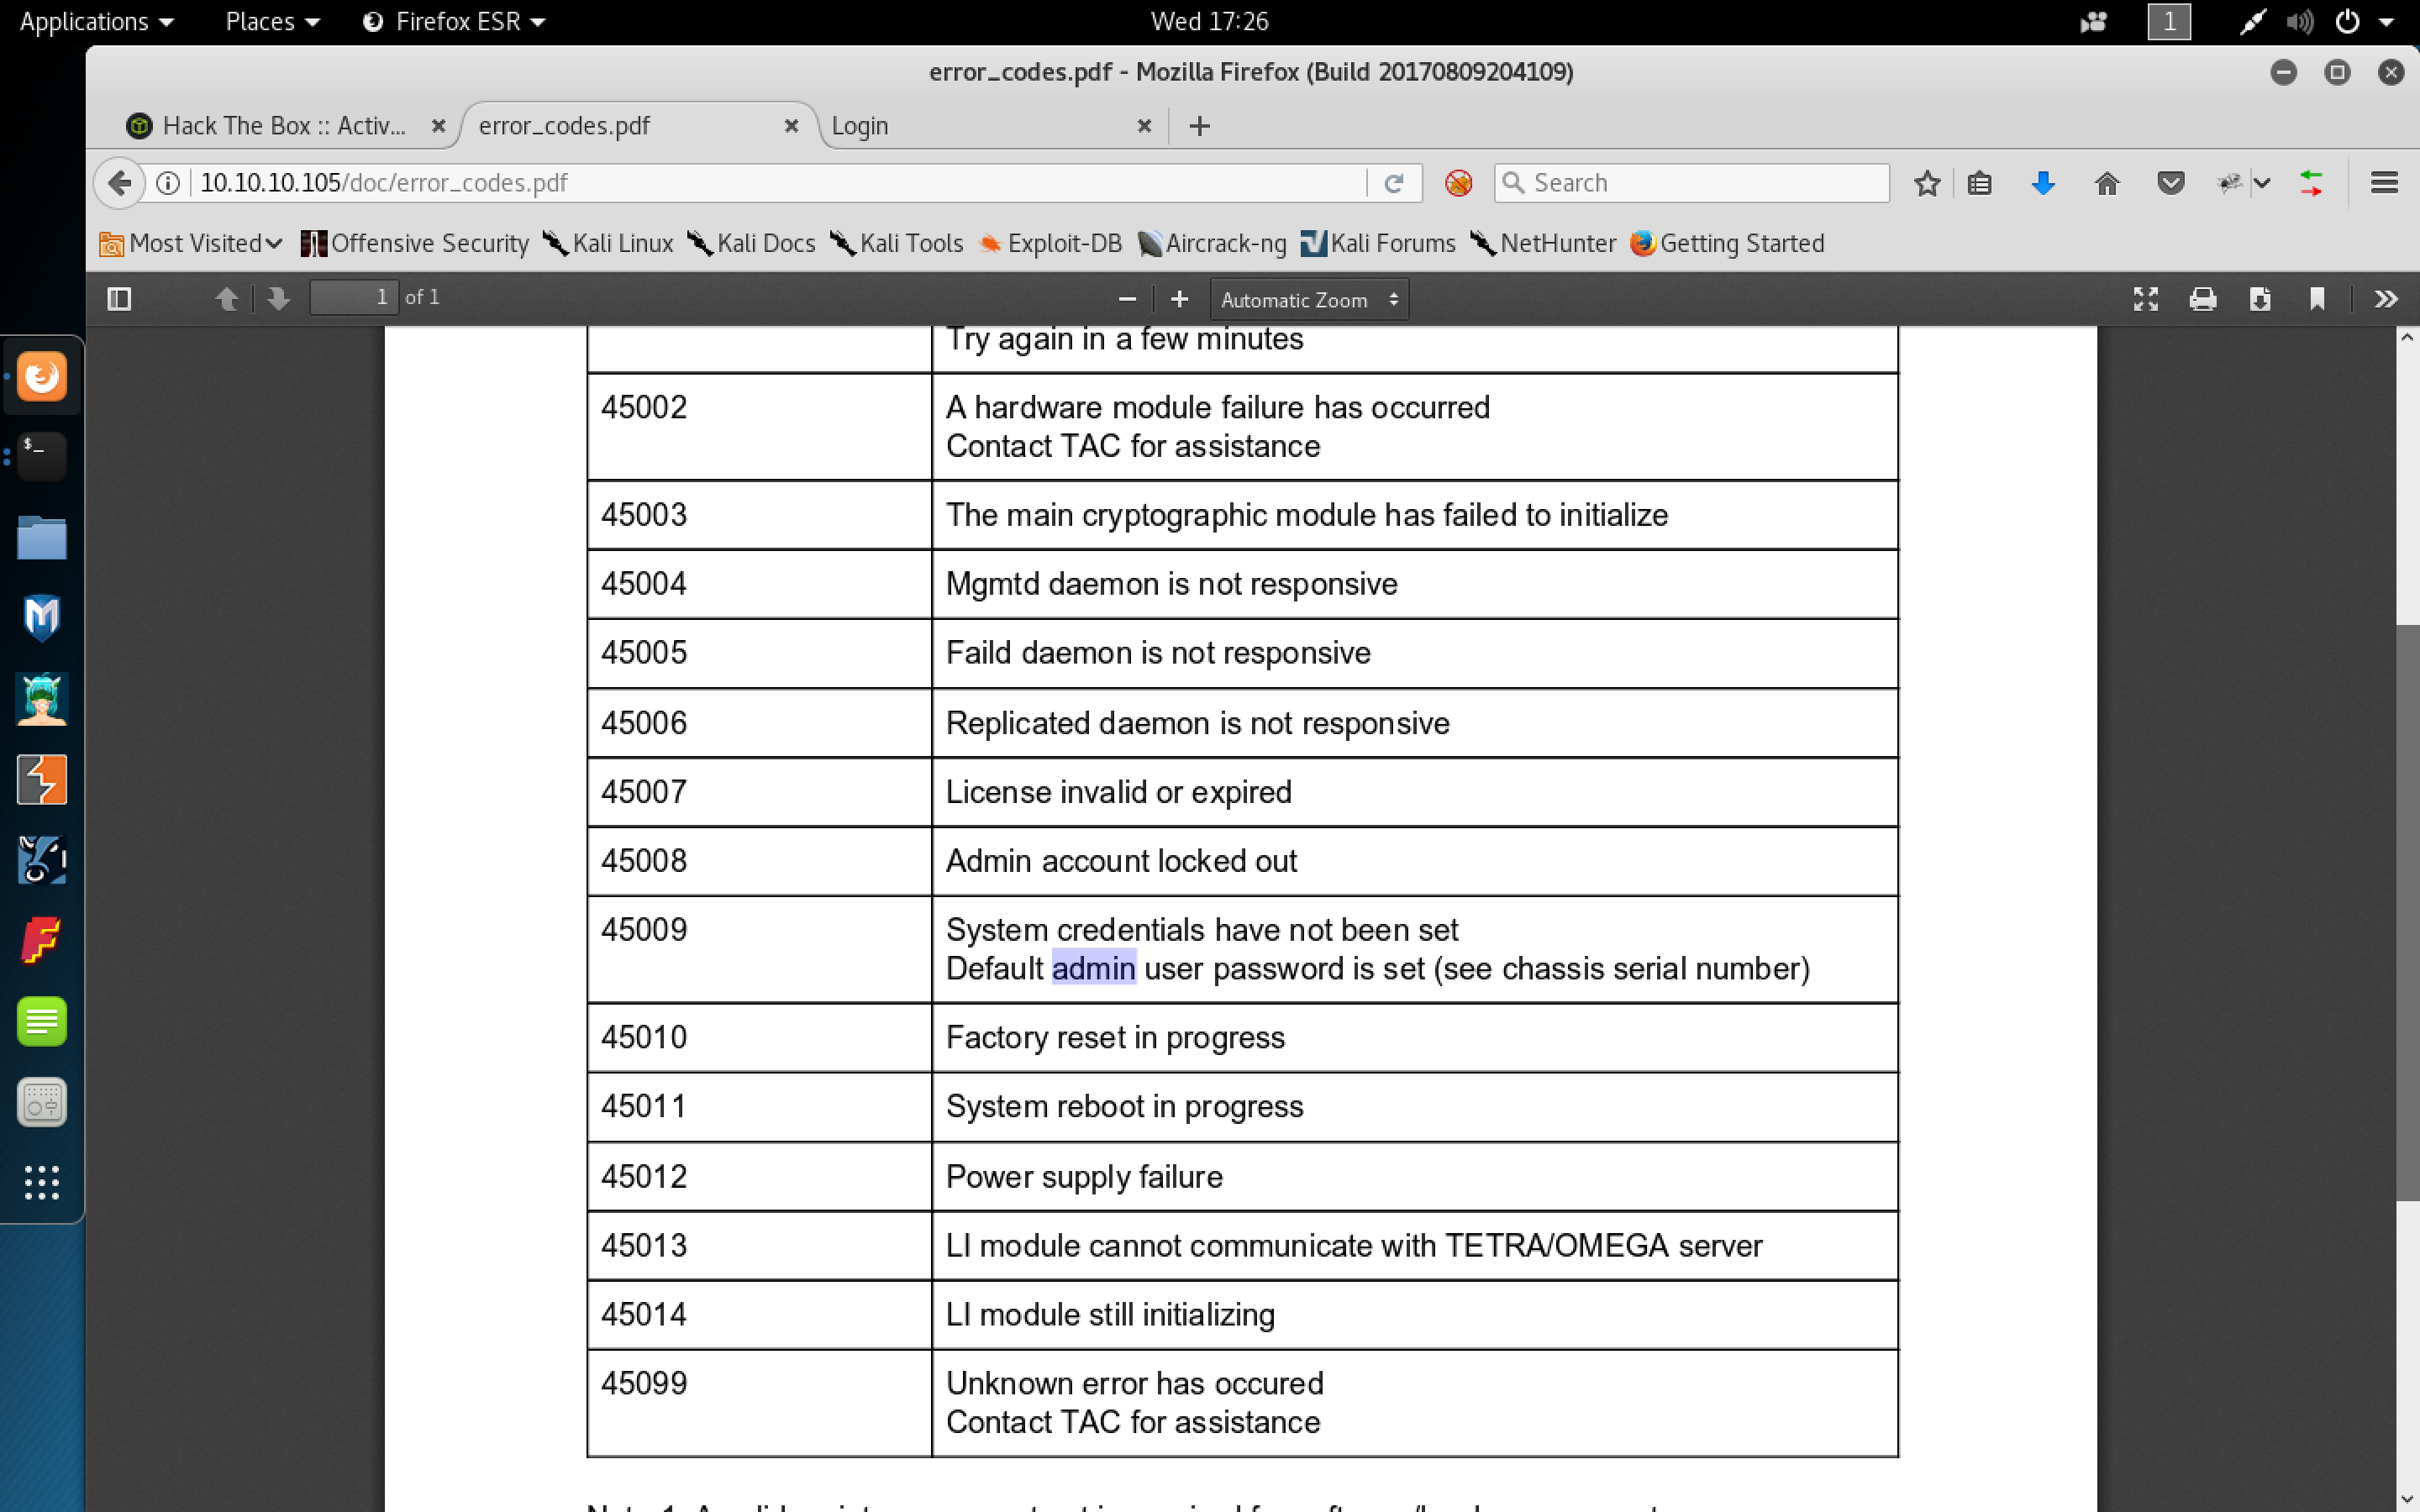 Applications Places Firefox ESR Wed 17:26 1
error_codes.pdf - Mozilla Firefox (Build 20170809204109)
Hack The Box :: Activ... error_codes.pdf Login
10.10.10.105/doc/error_codes.pdf Search
Most Visited Offensive Security Kali Linux Kali Docs Kali Tools Exploit-DB Aircrack-ng Kali Forums NetHunter Getting Started
1 of 1 Automatic Zoom
Try again in a few minutes
45002 A hardware module failure has occurred
Contact TAC for assistance
45003 The main cryptographic module has failed to initialize
45004 Mgmtd daemon is not responsive
45005 Faild daemon is not responsive
45006 Replicated daemon is not responsive
45007 License invalid or expired
45008 Admin account locked out
45009 System credentials have not been set
Default admin user password is set (see chassis serial number)
45010 Factory reset in progress
45011 System reboot in progress
45012 Power supply failure
45013 LI module cannot communicate with TETRA/OMEGA server
45014 LI module still initializing
45099 Unknown error has occured
Contact TAC for assistance